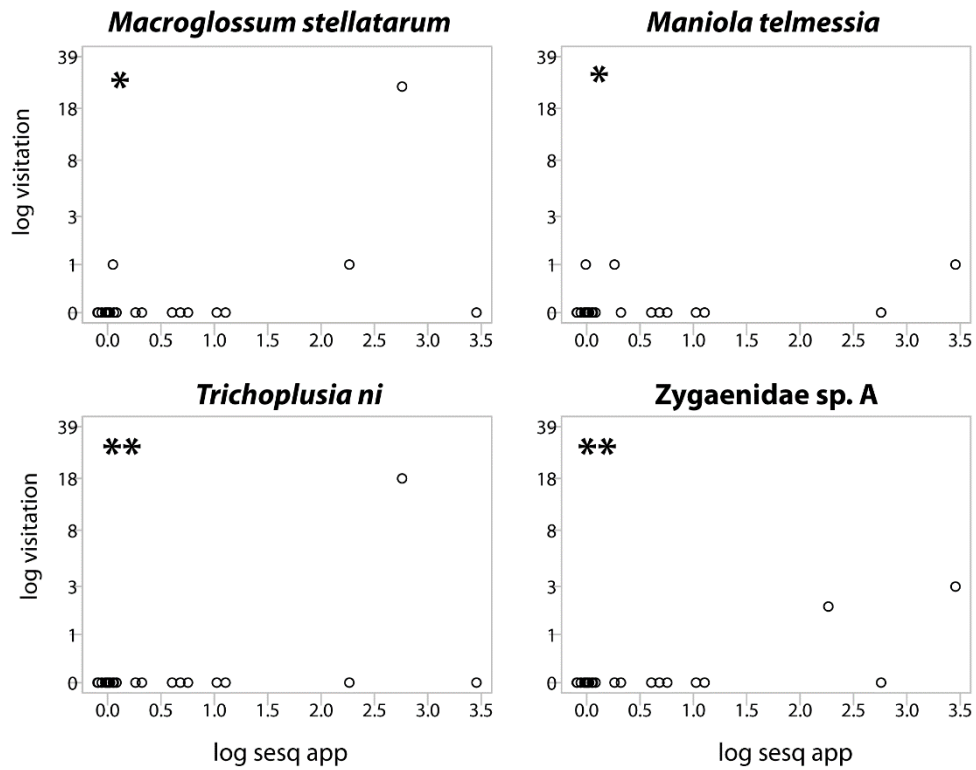 Macroglossum stellatarum
Maniola telmessia
log visitation
39
18
8
3
1
0
*
0.0 0.5 1.0 1.5 2.0 2.5 3.0 3.5
39
18
8
3
1
0
*
0.0 0.5 1.0 1.5 2.0 2.5 3.0 3.5
Trichoplusia ni
Zygaenidae sp. A
log visitation
39
18
8
3
1
0
**
0.0 0.5 1.0 1.5 2.0 2.5 3.0 3.5
log sesq app
39
18
8
3
1
0
**
0.0 0.5 1.0 1.5 2.0 2.5 3.0 3.5
log sesq app